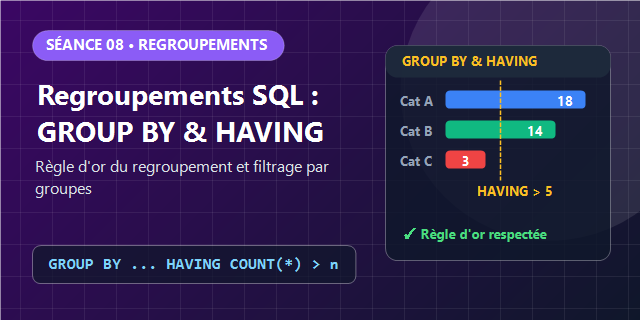 SÉANCE 08 • REGROUPEMENTS
Regroupements SQL :
GROUP BY & HAVING
Règle d'or du regroupement et filtrage par
groupes
GROUP BY ... HAVING COUNT(*) > n
GROUP BY & HAVING
Cat A 18
Cat B 14
Cat C 3
HAVING > 5
✓ Règle d'or respectée